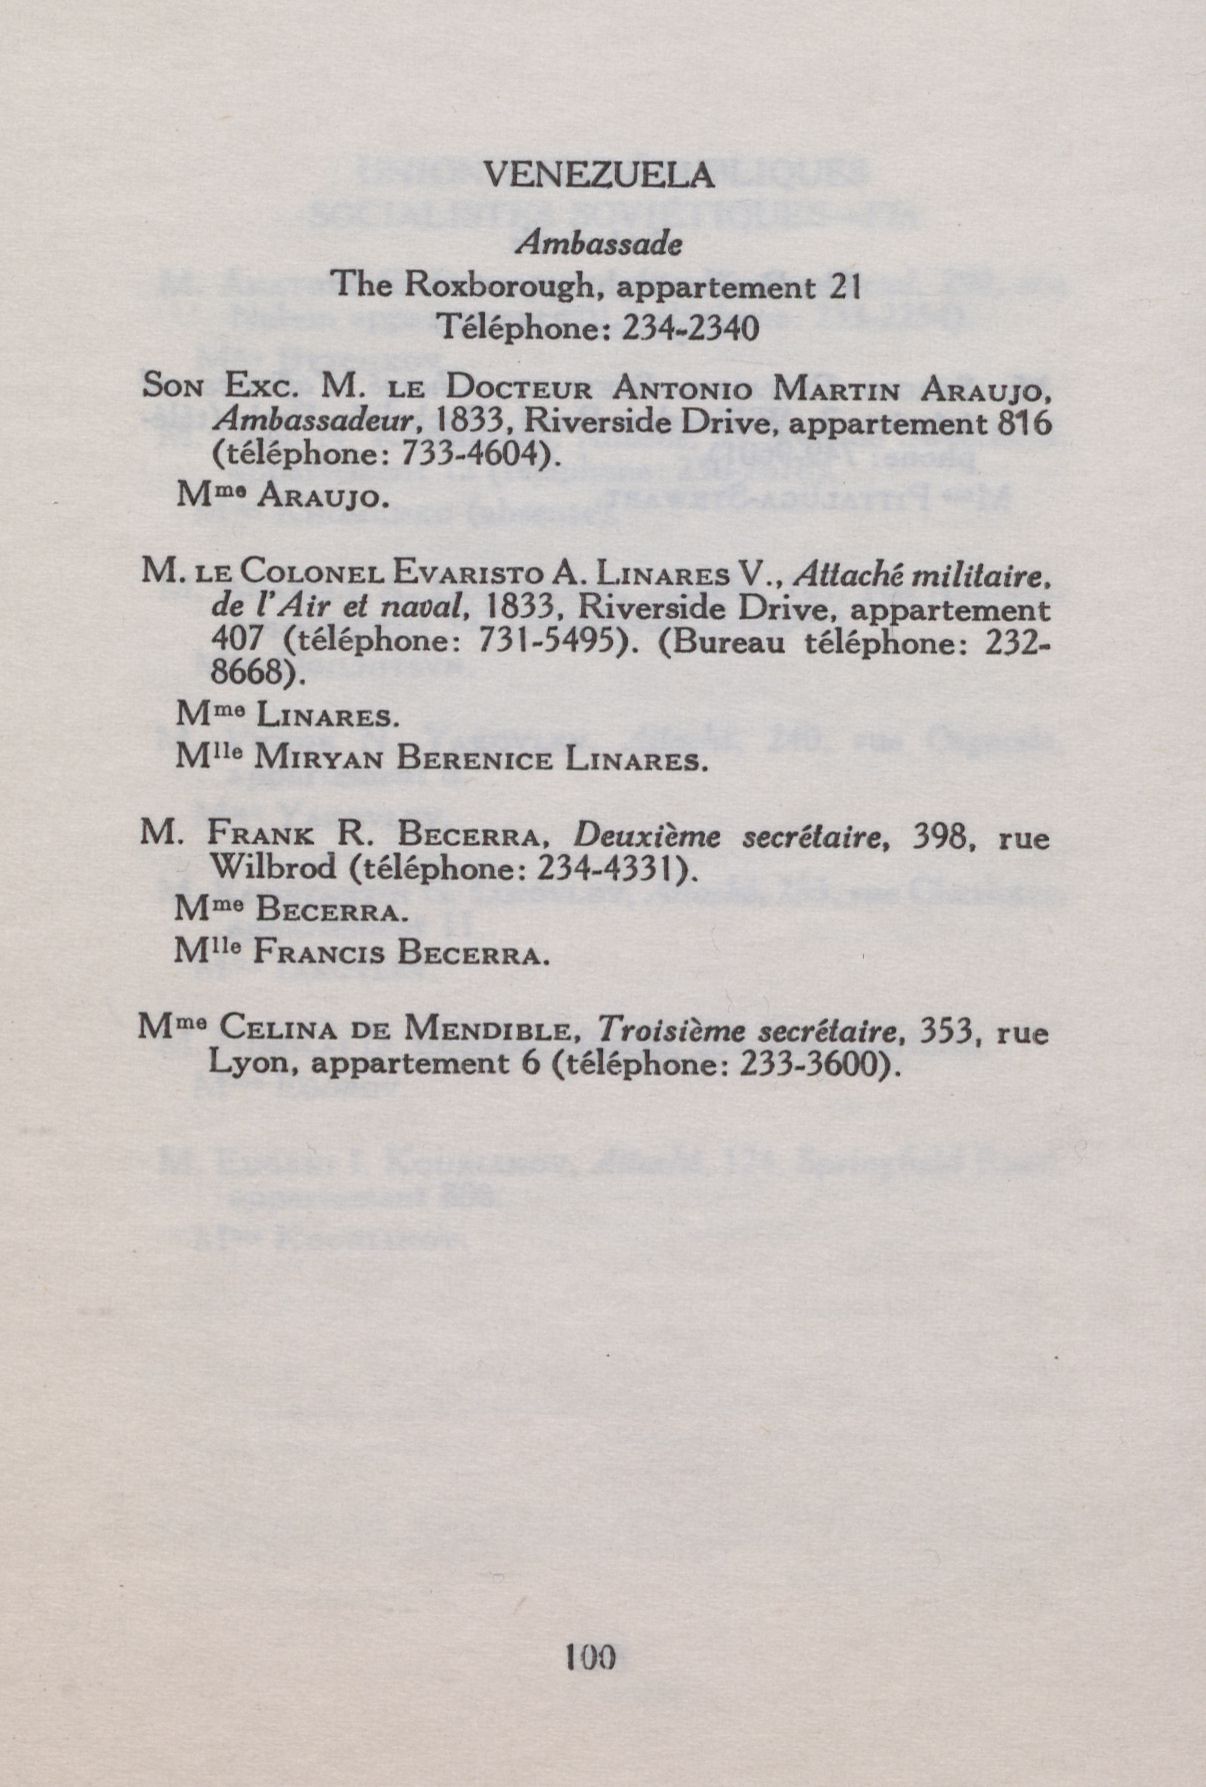 VENEZUELA
Ambassade
The Roxborough, appartement 21
Téléphone: 234-2340
SON EXC. M. LE DOCTEUR ANTONIO MARTIN ARAUJO,
Ambassadeur, 1833, Riverside Drive, appartement 816
(téléphone: 733-4604).
Mme ARAUJO.
M. LE COLONEL EVARISTO A. LINARES V., Attaché militaire,
de l'Air et naval, 1833, Riverside Drive, appartement
407 (téléphone: 731-5495). (Bureau téléphone: 232-
8668).
Mme LINARES.
Mlle MIRYAN BERENICE LINARES.
M. FRANK R. BECERRA, Deuxième secrétaire, 398, rue
Wilbrod (téléphone: 234-4331).
Mme BECERRA.
Mlle FRANCIS BECERRA.
Mme CELINA DE MENDIBLE, Troisième secrétaire, 353, rue
Lyon, appartement 6 (téléphone: 233-3600).
100